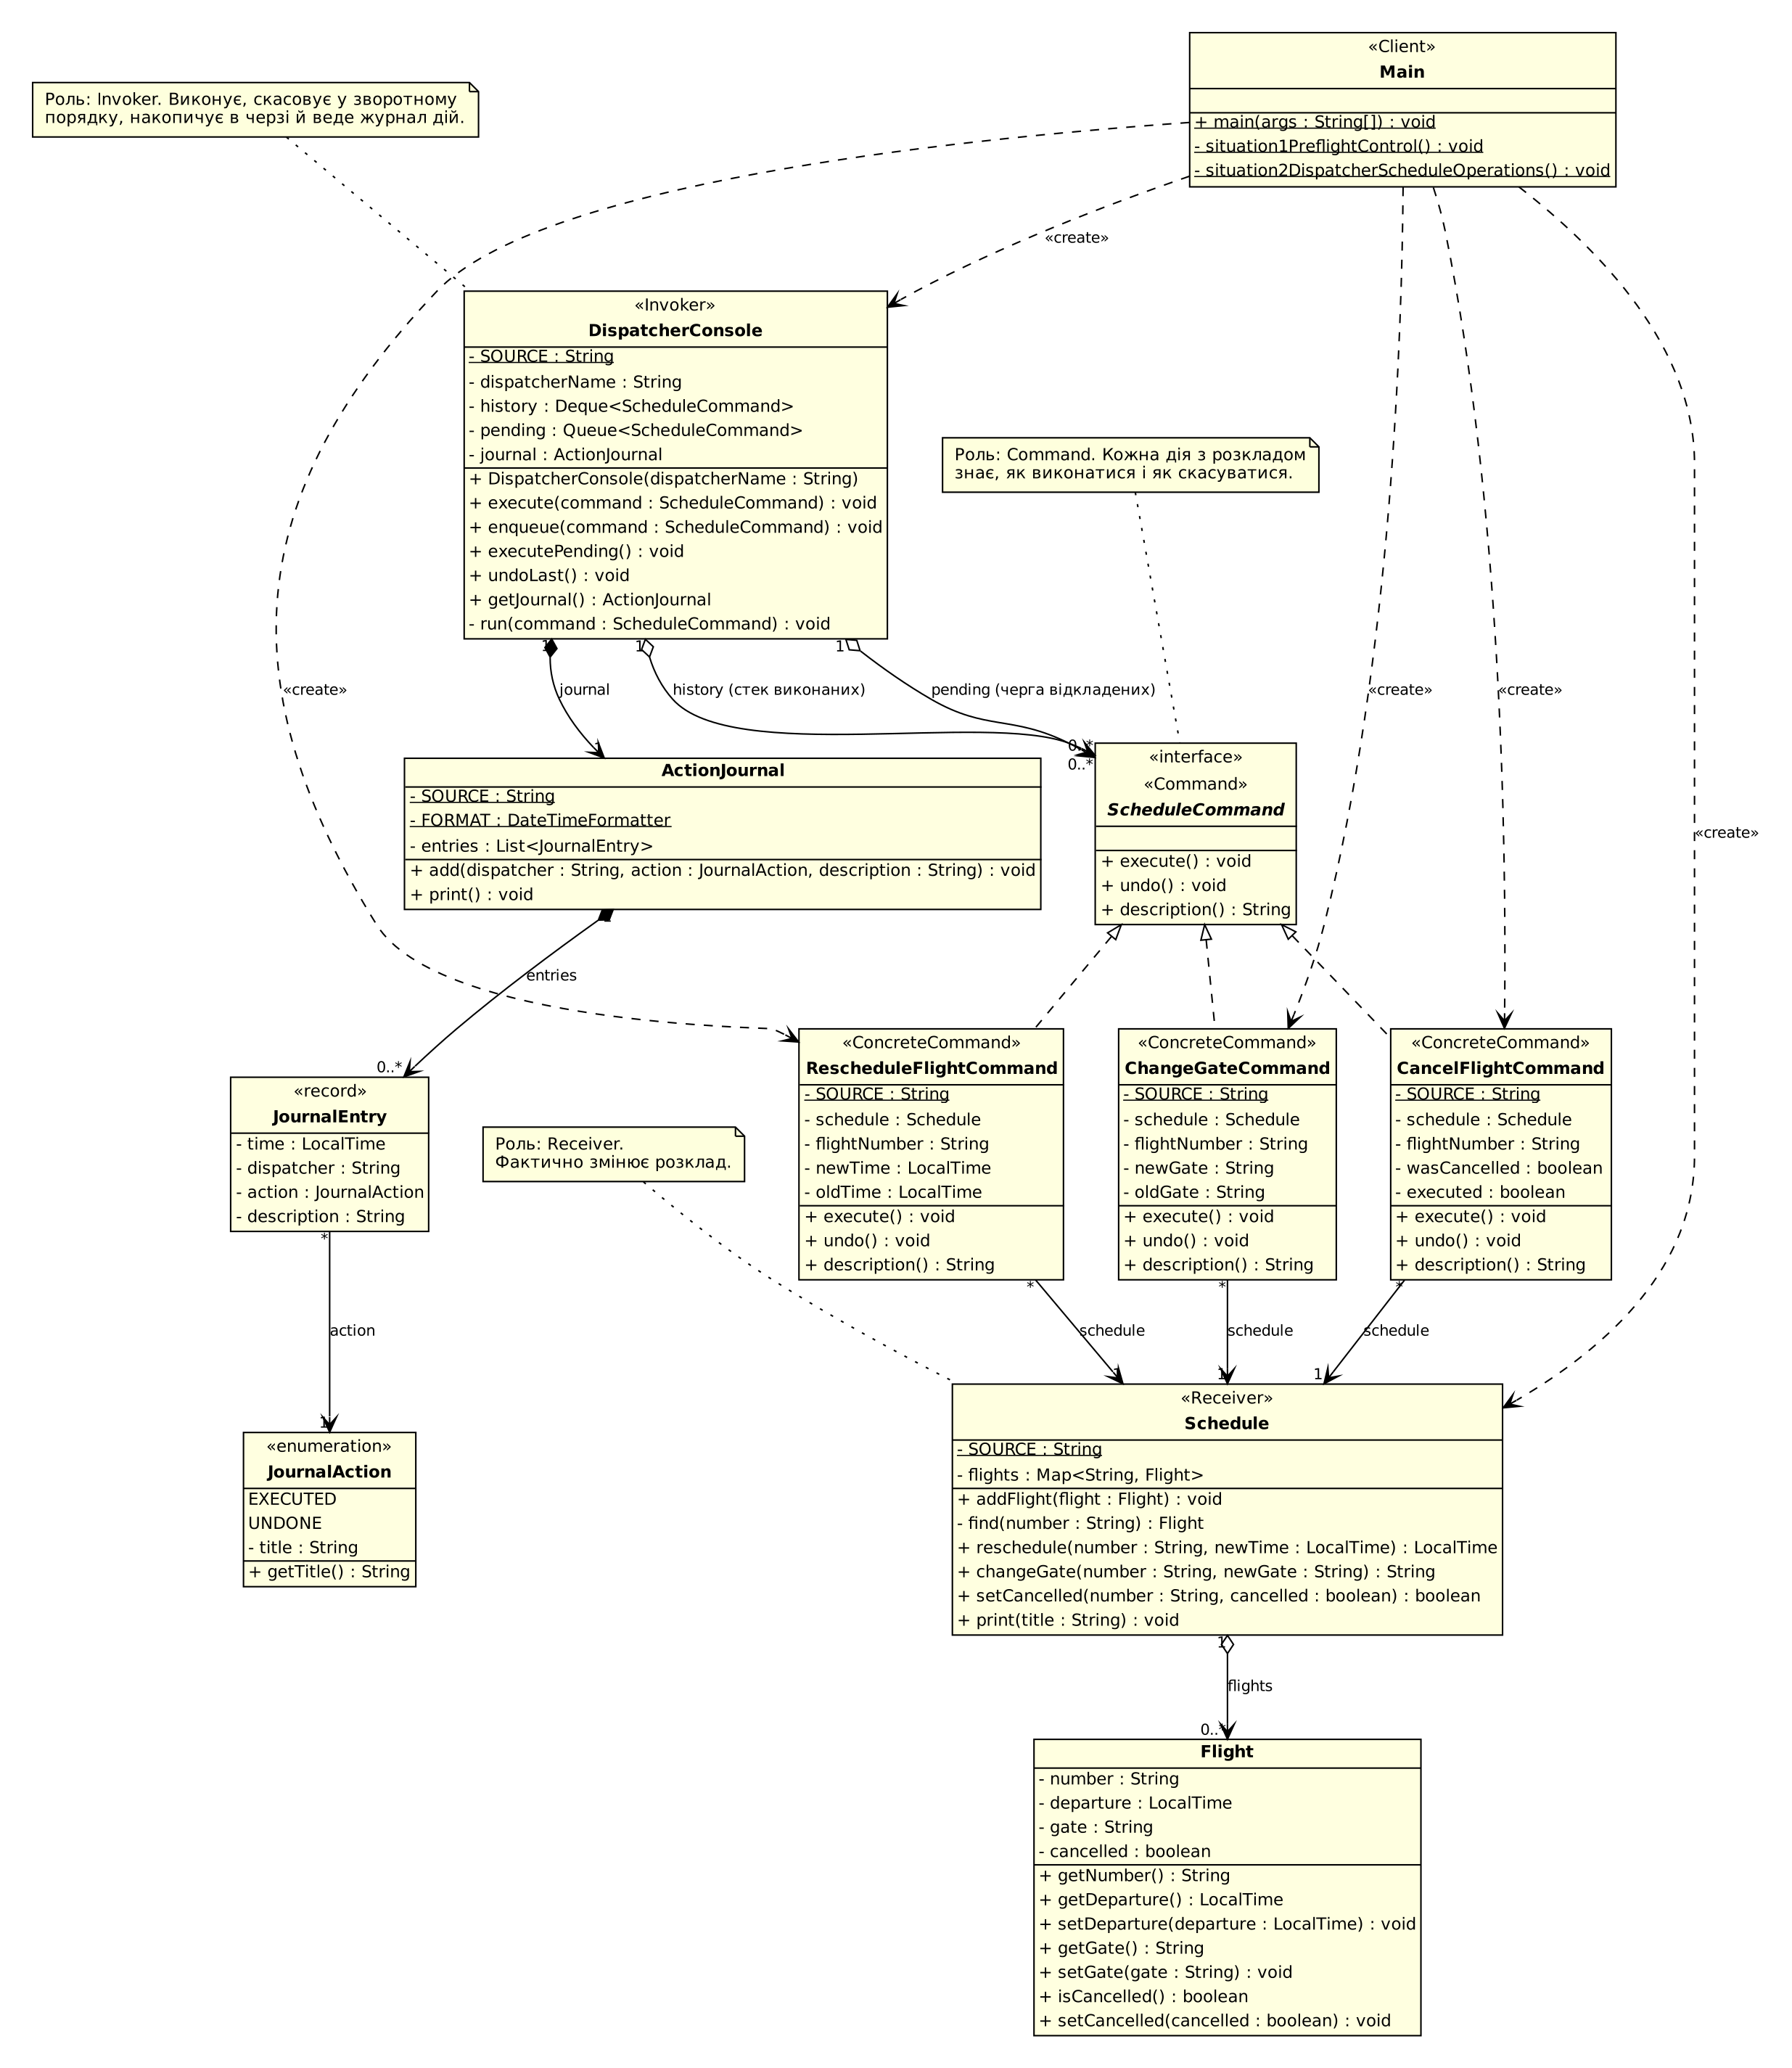 «Client»
Main
+ main(args : String[]) : void
- situation1PreflightControl() : void
- situation2DispatcherScheduleOperations() : void
Роль: Invoker. Виконує, скасовує у зворотному
порядку, накопичує в черзі й веде журнал дій.
«create»
«Invoker»
DispatcherConsole
- SOURCE : String
- dispatcherName : String
- history : Deque<ScheduleCommand>
- pending : Queue<ScheduleCommand>
- journal : ActionJournal
+ DispatcherConsole(dispatcherName : String)
+ execute(command : ScheduleCommand) : void
+ enqueue(command : ScheduleCommand) : void
+ executePending() : void
+ undoLast() : void
+ getJournal() : ActionJournal
- run(command : ScheduleCommand) : void
Роль: Command. Кожна дія з розкладом
знає, як виконатися і як скасуватися.
1
1
1
«create»
journal
history (стек виконаних)
pending (черга відкладених)
«create»
«create»
1
0..*
0..*
«create»
ActionJournal
- SOURCE : String
- FORMAT : DateTimeFormatter
- entries : List<JournalEntry>
+ add(dispatcher : String, action : JournalAction, description : String) : void
+ print() : void
«interface»
«Command»
ScheduleCommand
+ execute() : void
+ undo() : void
+ description() : String
entries
0..*
«record»
JournalEntry
- time : LocalTime
- dispatcher : String
- action : JournalAction
- description : String
«ConcreteCommand»
RescheduleFlightCommand
- SOURCE : String
- schedule : Schedule
- flightNumber : String
- newTime : LocalTime
- oldTime : LocalTime
+ execute() : void
+ undo() : void
+ description() : String
«ConcreteCommand»
ChangeGateCommand
- SOURCE : String
- schedule : Schedule
- flightNumber : String
- newGate : String
- oldGate : String
+ execute() : void
+ undo() : void
+ description() : String
«ConcreteCommand»
CancelFlightCommand
- SOURCE : String
- schedule : Schedule
- flightNumber : String
- wasCancelled : boolean
- executed : boolean
+ execute() : void
+ undo() : void
+ description() : String
Роль: Receiver.
Фактично змінює розклад.
*
action
1
*
*
*
schedule
schedule
schedule
1
1
1
«enumeration»
JournalAction
EXECUTED
UNDONE
- title : String
+ getTitle() : String
«Receiver»
Schedule
- SOURCE : String
- flights : Map<String, Flight>
+ addFlight(flight : Flight) : void
- find(number : String) : Flight
+ reschedule(number : String, newTime : LocalTime) : LocalTime
+ changeGate(number : String, newGate : String) : String
+ setCancelled(number : String, cancelled : boolean) : boolean
+ print(title : String) : void
1
flights
0..*
Flight
- number : String
- departure : LocalTime
- gate : String
- cancelled : boolean
+ getNumber() : String
+ getDeparture() : LocalTime
+ setDeparture(departure : LocalTime) : void
+ getGate() : String
+ setGate(gate : String) : void
+ isCancelled() : boolean
+ setCancelled(cancelled : boolean) : void